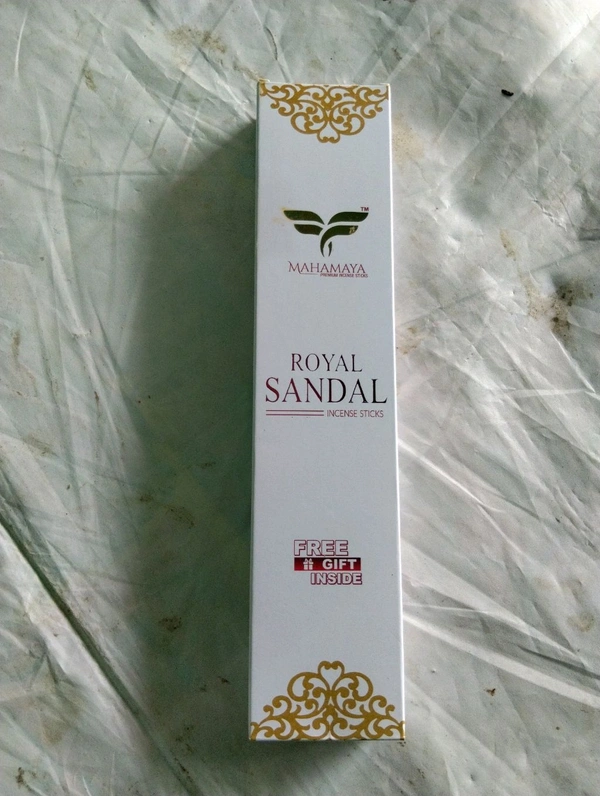 TM
MAHAMAYA
PREMIUM INCENSE STICKS
ROYAL
SANDAL
INCENSE STICKS
FREE
GIFT
INSIDE